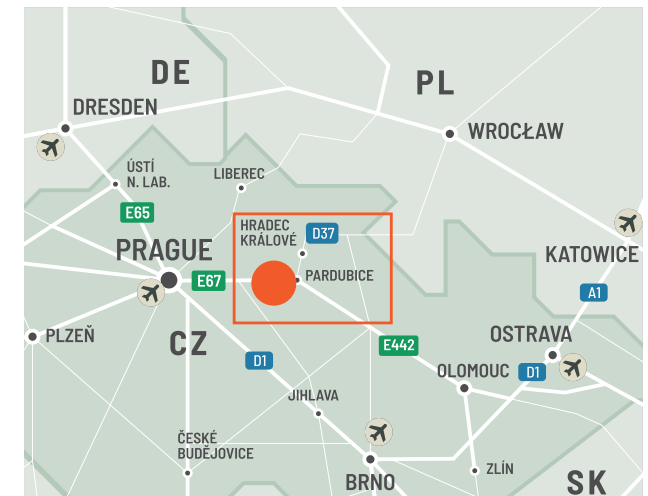 DE
PL
DRESDEN
WROCŁAW
ÚSTÍ
N. LAB.
LIBEREC
E65
HRADEC
KRÁLOVÉ
D37
PRAGUE
KATOWICE
E67
PARDUBICE
A1
PLZEŇ
CZ
E442
OSTRAVA
D1
OLOMOUC
D1
JIHLAVA
ČESKÉ
BUDĚJOVICE
BRNO
ZLÍN
SK